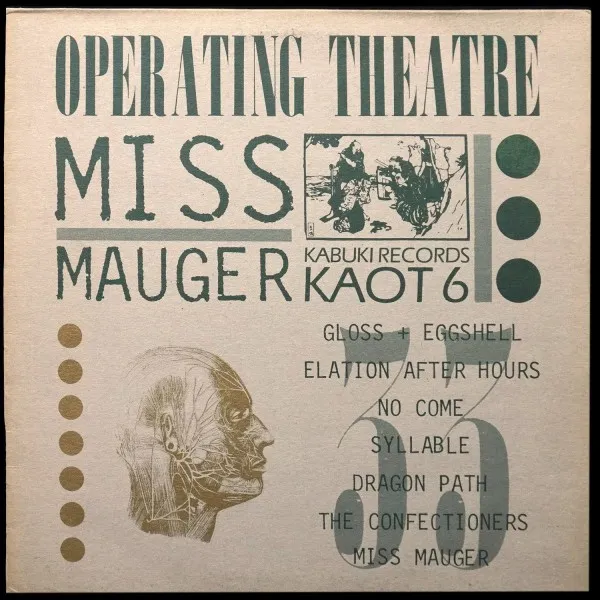 OPERATING THEATRE
MISS
MAUGER
KABUKI RECORDS
KAOT 6
33
GLOSS + EGGSHELL
ELATION AFTER HOURS
NO COME
SYLLABLE
DRAGON PATH
THE CONFECTIONERS
MISS MAUGER